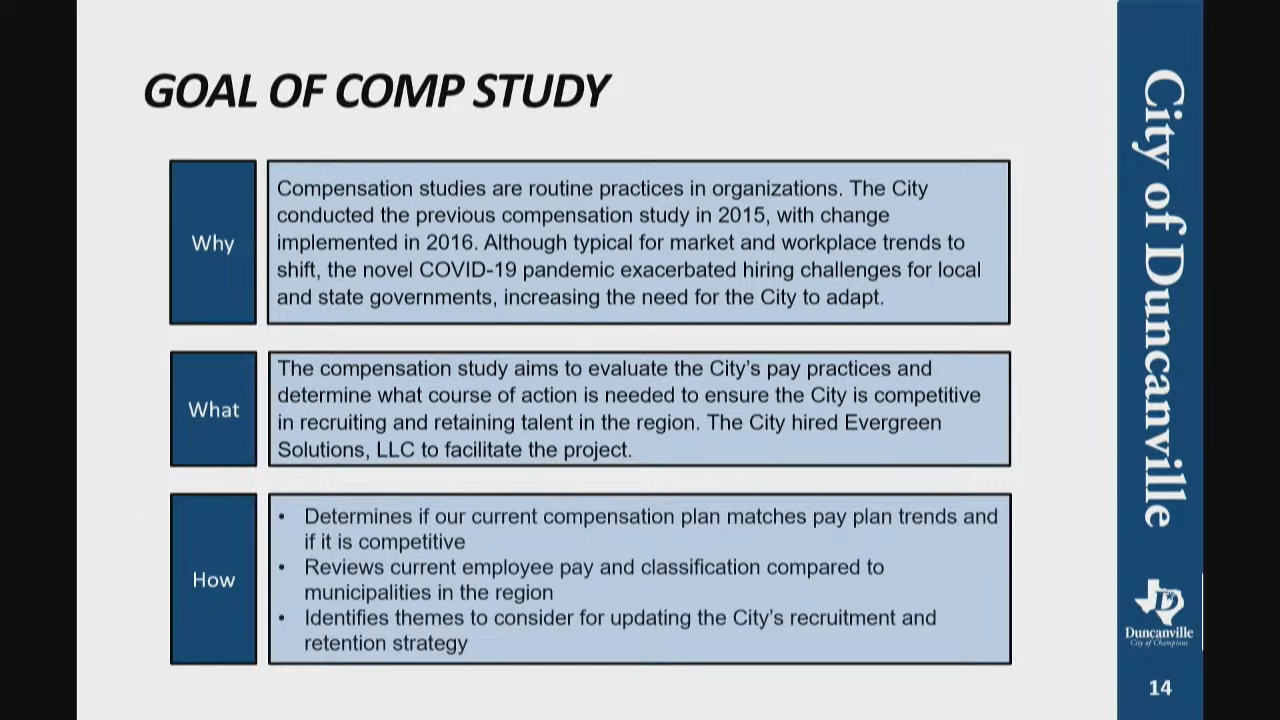 GOAL OF COMP STUDY
Why
Compensation studies are routine practices in organizations. The City
conducted the previous compensation study in 2015, with change
implemented in 2016. Although typical for market and workplace trends to
shift, the novel COVID-19 pandemic exacerbated hiring challenges for local
and state governments, increasing the need for the City to adapt.
What
The compensation study aims to evaluate the City’s pay practices and
determine what course of action is needed to ensure the City is competitive
in recruiting and retaining talent in the region. The City hired Evergreen
Solutions, LLC to facilitate the project.
How
• Determines if our current compensation plan matches pay plan trends and
if it is competitive
• Reviews current employee pay and classification compared to
municipalities in the region
• Identifies themes to consider for updating the City’s recruitment and
retention strategy
City of Duncanville
D
Duncanville
City of Champions
14